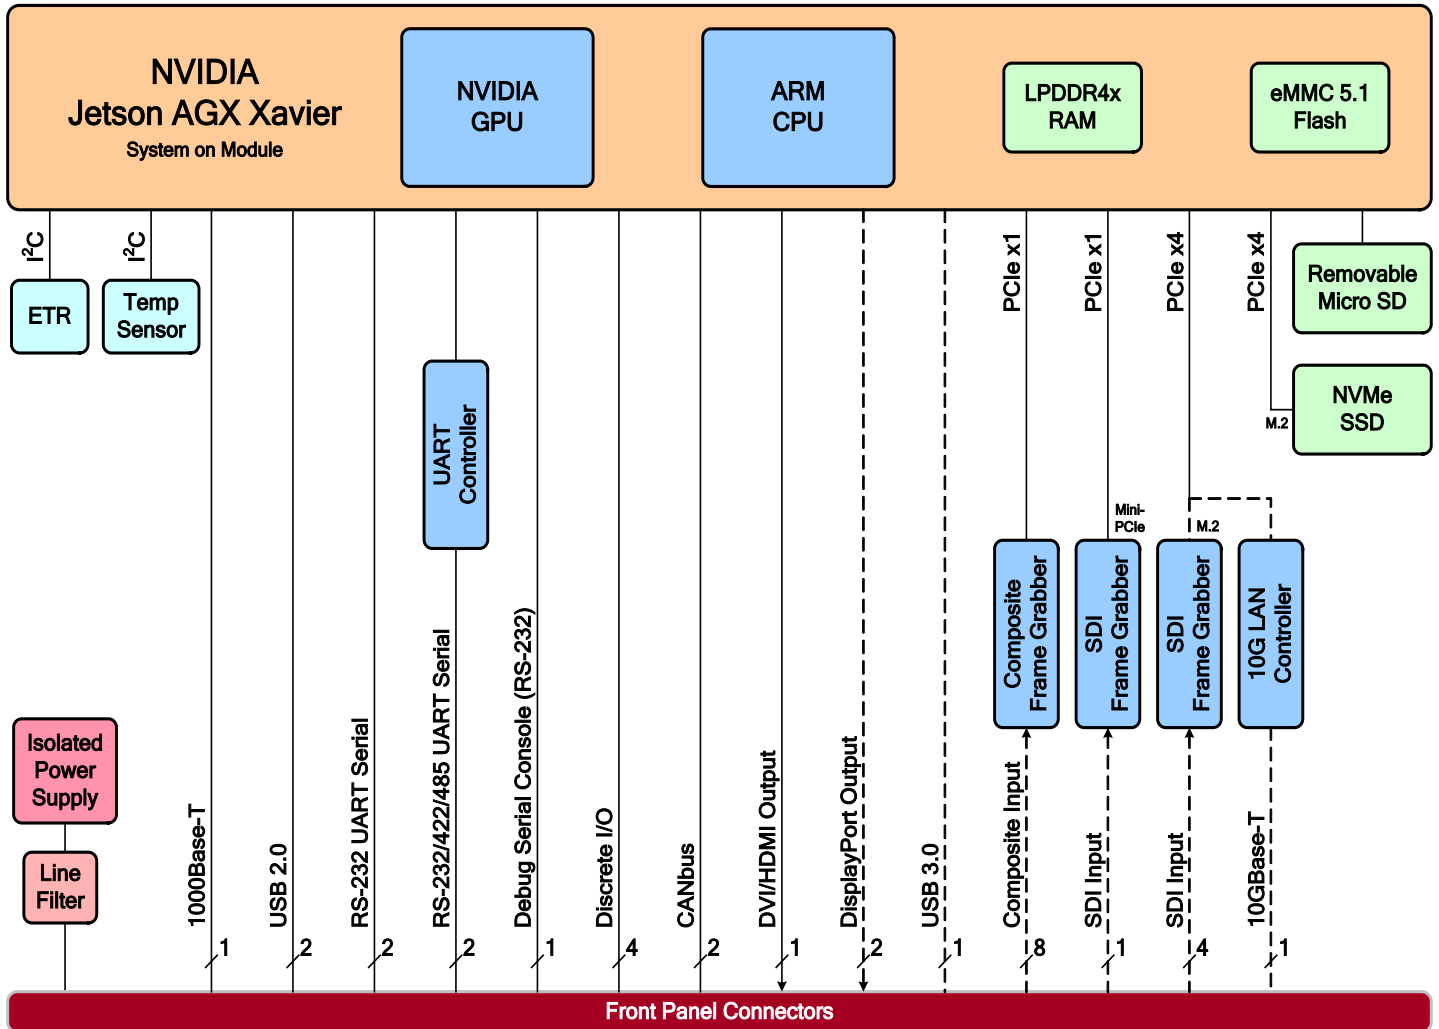 NVIDIA
Jetson AGX Xavier
System on Module
NVIDIA
GPU
ARM
CPU
LPDDR4x
RAM
eMMC 5.1
Flash
I²C
I²C
PCIe x1
PCIe x1
PCIe x4
PCIe x4
ETR
Temp
Sensor
Removable
Micro SD
NVMe
SSD
M.2
UART
Controller
Mini-
PCIe
M.2
Composite
Frame Grabber
SDI
Frame Grabber
SDI
Frame Grabber
10G LAN
Controller
Isolated
Power
Supply
Line
Filter
1000Base-T
USB 2.0
RS-232 UART Serial
RS-232/422/485 UART Serial
Debug Serial Console (RS-232)
Discrete I/O
CANbus
DVI/HDMI Output
DisplayPort Output
USB 3.0
Composite Input
SDI Input
SDI Input
10GBase-T
1
2
2
2
1
4
2
1
2
1
8
1
4
1
Front Panel Connectors